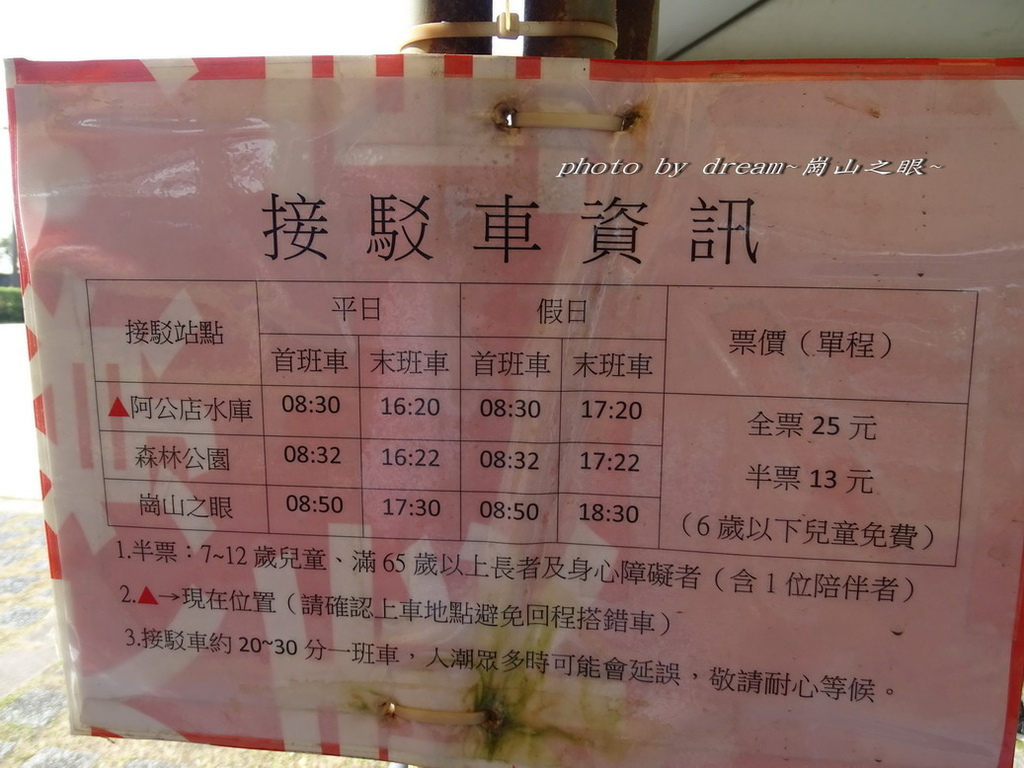 photo by dream~崗山之眼~
接駁車資訊
接駁站點 平日 假日 票價（單程）
首班車 末班車 首班車 末班車
▲阿公店水庫 08:30 16:20 08:30 17:20
全票 25 元
森林公園 08:32 16:22 08:32 17:22
半票 13 元
崗山之眼 08:50 17:30 08:50 18:30
（6 歲以下兒童免費）
1.半票：7~12 歲兒童、滿 65 歲以上長者及身心障礙者（含 1 位陪伴者）
2.▲→現在位置（請確認上車地點避免回程搭錯車）
3.接駁車約 20~30 分一班車，人潮眾多時可能會延誤，敬請耐心等候。